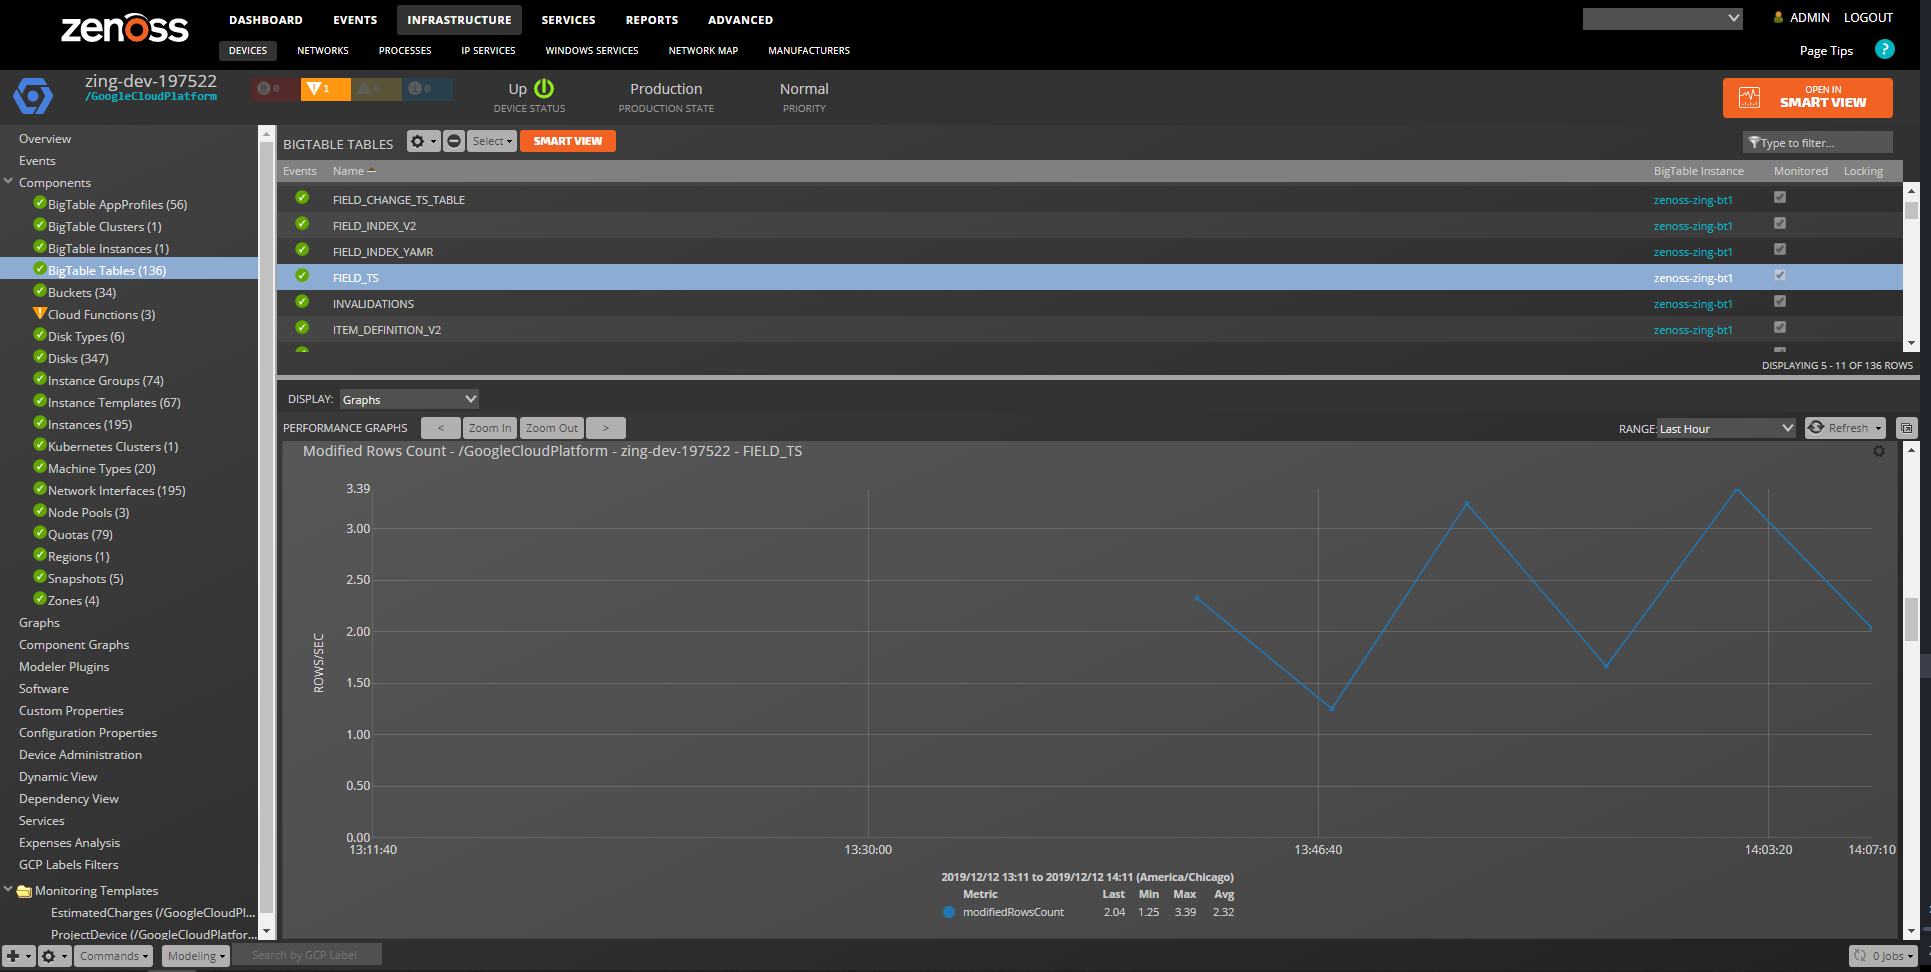 zenoss
DASHBOARD EVENTS INFRASTRUCTURE SERVICES REPORTS ADVANCED
ADMIN LOGOUT
DEVICES NETWORKS PROCESSES IP SERVICES WINDOWS SERVICES NETWORK MAP MANUFACTURERS
Page Tips ?
zing-dev-197522
/GoogleCloudPlatform
0 1 0
Up
DEVICE STATUS
Production
PRODUCTION STATE
Normal
PRIORITY
OPEN IN
SMART VIEW
Overview
Events
Components
BigTable AppProfiles (56)
BigTable Clusters (1)
BigTable Instances (1)
BigTable Tables (136)
Buckets (34)
Cloud Functions (3)
Disk Types (6)
Disks (347)
Instance Groups (74)
Instance Templates (67)
Instances (195)
Kubernetes Clusters (1)
Machine Types (20)
Network Interfaces (195)
Node Pools (3)
Quotas (79)
Regions (1)
Snapshots (5)
Zones (4)
Graphs
Component Graphs
Modeler Plugins
Software
Custom Properties
Configuration Properties
Device Administration
Dynamic View
Dependency View
Services
Expenses Analysis
GCP Labels Filters
Monitoring Templates
EstimatedCharges (/GoogleCloudPl...
ProjectDevice (/GoogleCloudPlatfor...
BIGTABLE TABLES Select SMART VIEW
Type to filter...
Events Name BigTable Instance Monitored Locking
FIELD_CHANGE_TS_TABLE zenoss-zing-bt1
FIELD_INDEX_V2 zenoss-zing-bt1
FIELD_INDEX_YAMR zenoss-zing-bt1
FIELD_TS zenoss-zing-bt1
INVALIDATIONS zenoss-zing-bt1
ITEM_DEFINITION_V2 zenoss-zing-bt1
DISPLAYING 5 - 11 OF 136 ROWS
DISPLAY: Graphs
PERFORMANCE GRAPHS < Zoom In Zoom Out > RANGE: Last Hour Refresh
Modified Rows Count - /GoogleCloudPlatform - zing-dev-197522 - FIELD_TS
3.39
3.00
2.50
2.00
1.50
1.00
0.50
0.00
ROWS/SEC
13:11:40 13:30:00 13:46:40 14:03:20 14:07:10
2019/12/12 13:11 to 2019/12/12 14:11 (America/Chicago)
Metric Last Min Max Avg
modifiedRowsCount 2.04 1.25 3.39 2.32
Commands Modeling Search by GCP Label
0 Jobs